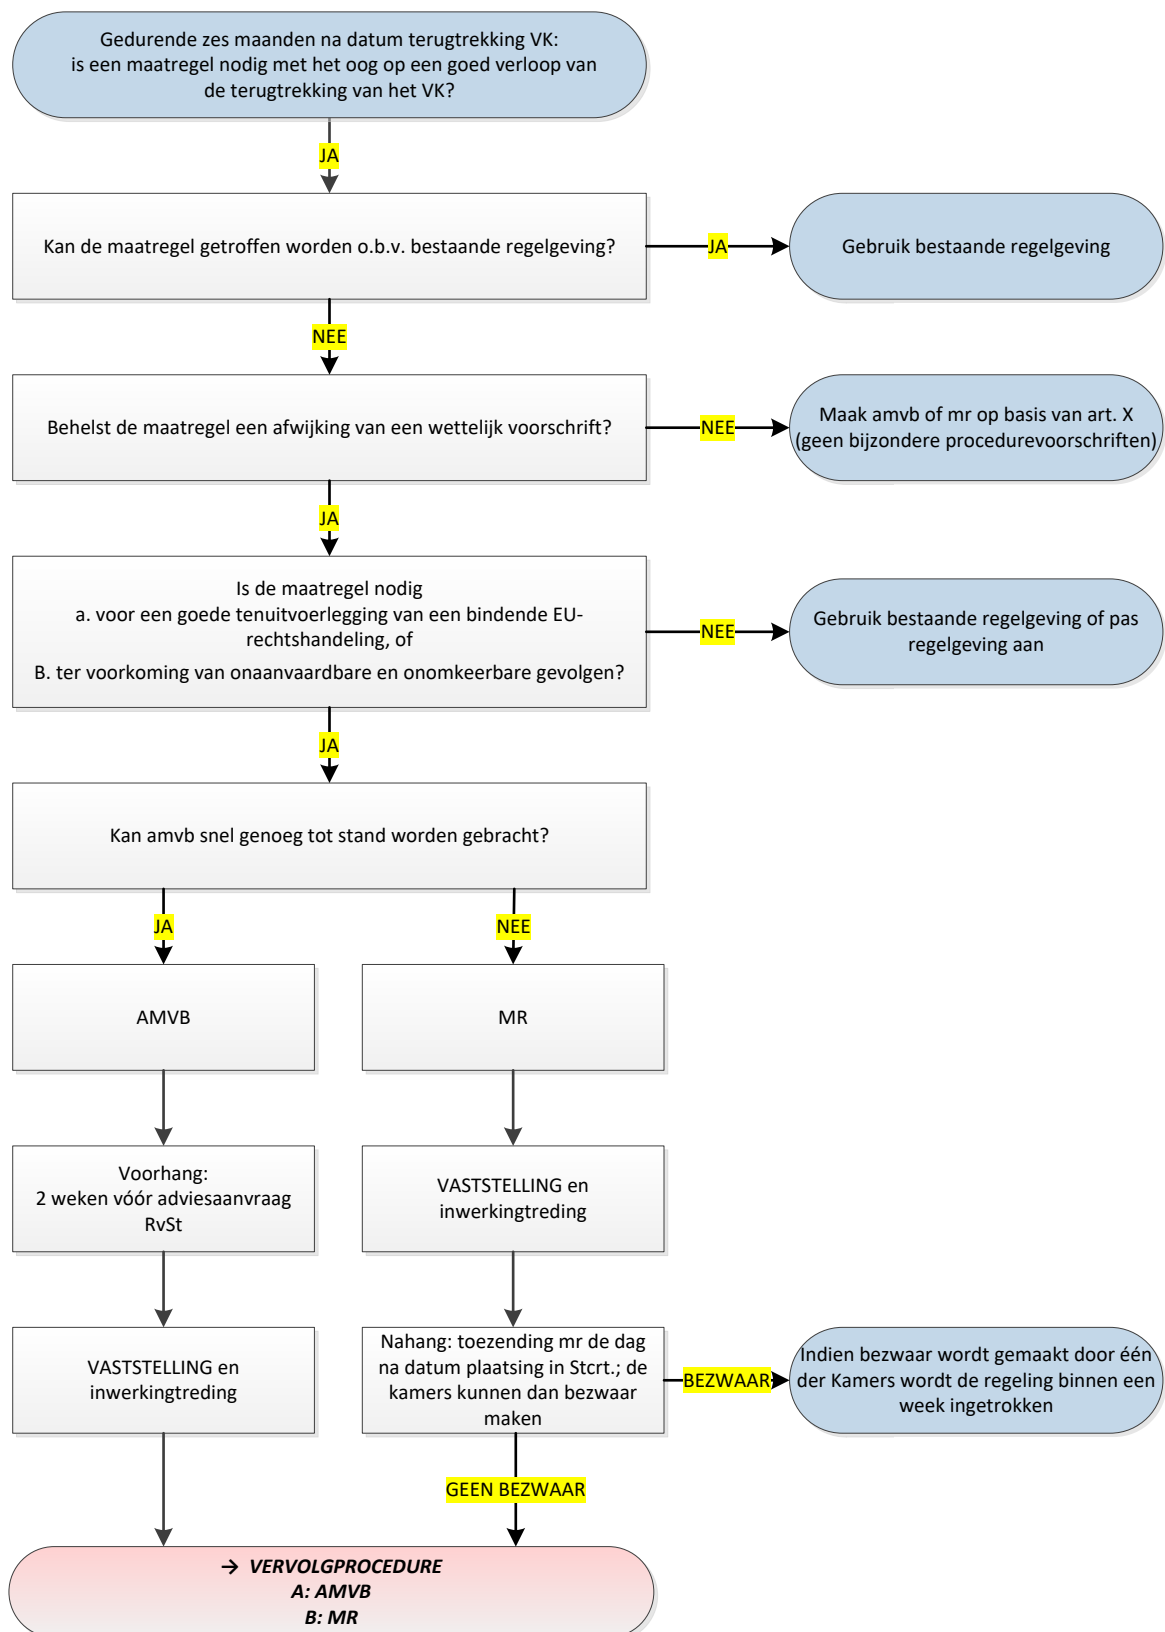 Gedurende zes maanden na datum terugtrekking VK:
is een maatregel nodig met het oog op een goed verloop van
de terugtrekking van het VK?
JA
Kan de maatregel getroffen worden o.b.v. bestaande regelgeving?
JA
Gebruik bestaande regelgeving
NEE
Behelst de maatregel een afwijking van een wettelijk voorschrift?
NEE
Maak amvb of mr op basis van art. X
(geen bijzondere procedurevoorschriften)
JA
Is de maatregel nodig
a. voor een goede tenuitvoerlegging van een bindende EU-
rechtshandeling, of
B. ter voorkoming van onaanvaardbare en onomkeerbare gevolgen?
NEE
Gebruik bestaande regelgeving of pas
regelgeving aan
JA
Kan amvb snel genoeg tot stand worden gebracht?
JA
NEE
AMVB
MR
Voorhang:
2 weken vóór adviesaanvraag
RvSt
VASTSTELLING en
inwerkingtreding
VASTSTELLING en
inwerkingtreding
Nahang: toezending mr de dag
na datum plaatsing in Stcrt.; de
kamers kunnen dan bezwaar
maken
BEZWAAR
Indien bezwaar wordt gemaakt door één
der Kamers wordt de regeling binnen een
week ingetrokken
GEEN BEZWAAR
→ VERVOLGPROCEDURE
A: AMVB
B: MR